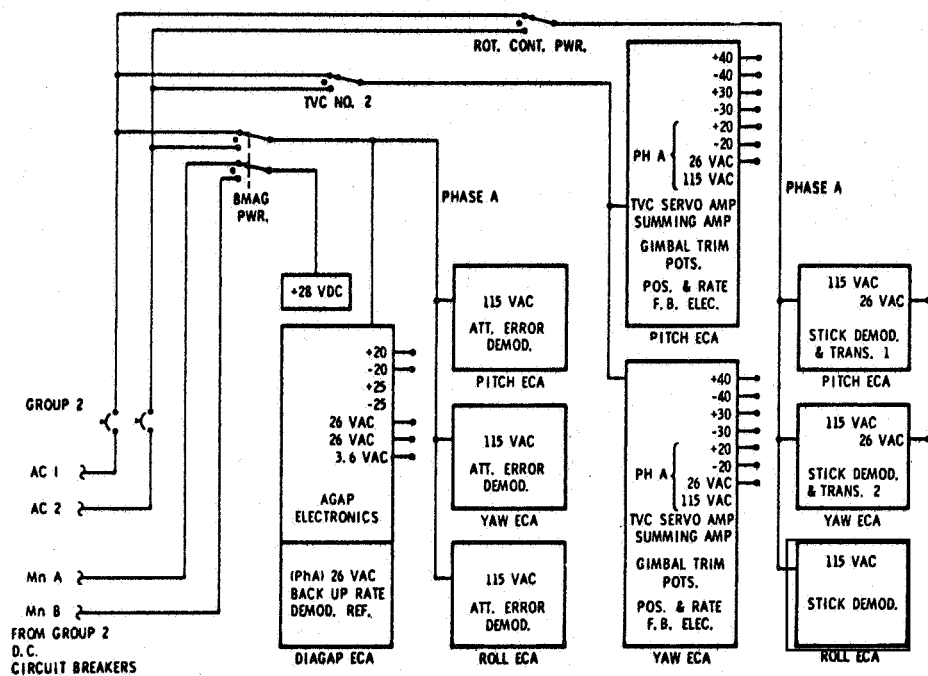 ROT. CONT. PWR.
TVC NO. 2
BMAG
PWR.
PHASE A
+28 VDC
+20
-20
+25
-25
26 VAC
26 VAC
3.6 VAC
AGAP
ELECTRONICS
(PhA) 26 VAC
BACK UP RATE
DEMOD. REF.
DIAGAP ECA
115 VAC
ATT. ERROR
DEMOD.
PITCH ECA
115 VAC
ATT. ERROR
DEMOD.
YAW ECA
115 VAC
ATT. ERROR
DEMOD.
ROLL ECA
+40
-40
+30
-30
+20
-20
PH A
26 VAC
115 VAC
TVC SERVO AMP
SUMMING AMP
GIMBAL TRIM
POTS.
POS. & RATE
F.B. ELEC.
PITCH ECA
+40
-40
+30
-30
+20
-20
PH A
26 VAC
115 VAC
TVC SERVO AMP
SUMMING AMP
GIMBAL TRIM
POTS.
POS. & RATE
F.B. ELEC.
YAW ECA
PHASE A
115 VAC
26 VAC
STICK DEMOD.
& TRANS. 1
PITCH ECA
115 VAC
26 VAC
STICK DEMOD.
& TRANS. 2
YAW ECA
115 VAC
STICK DEMOD.
ROLL ECA
GROUP 2
AC 1
AC 2
Mn A
Mn B
FROM GROUP 2
D.C.
CIRCUIT BREAKERS